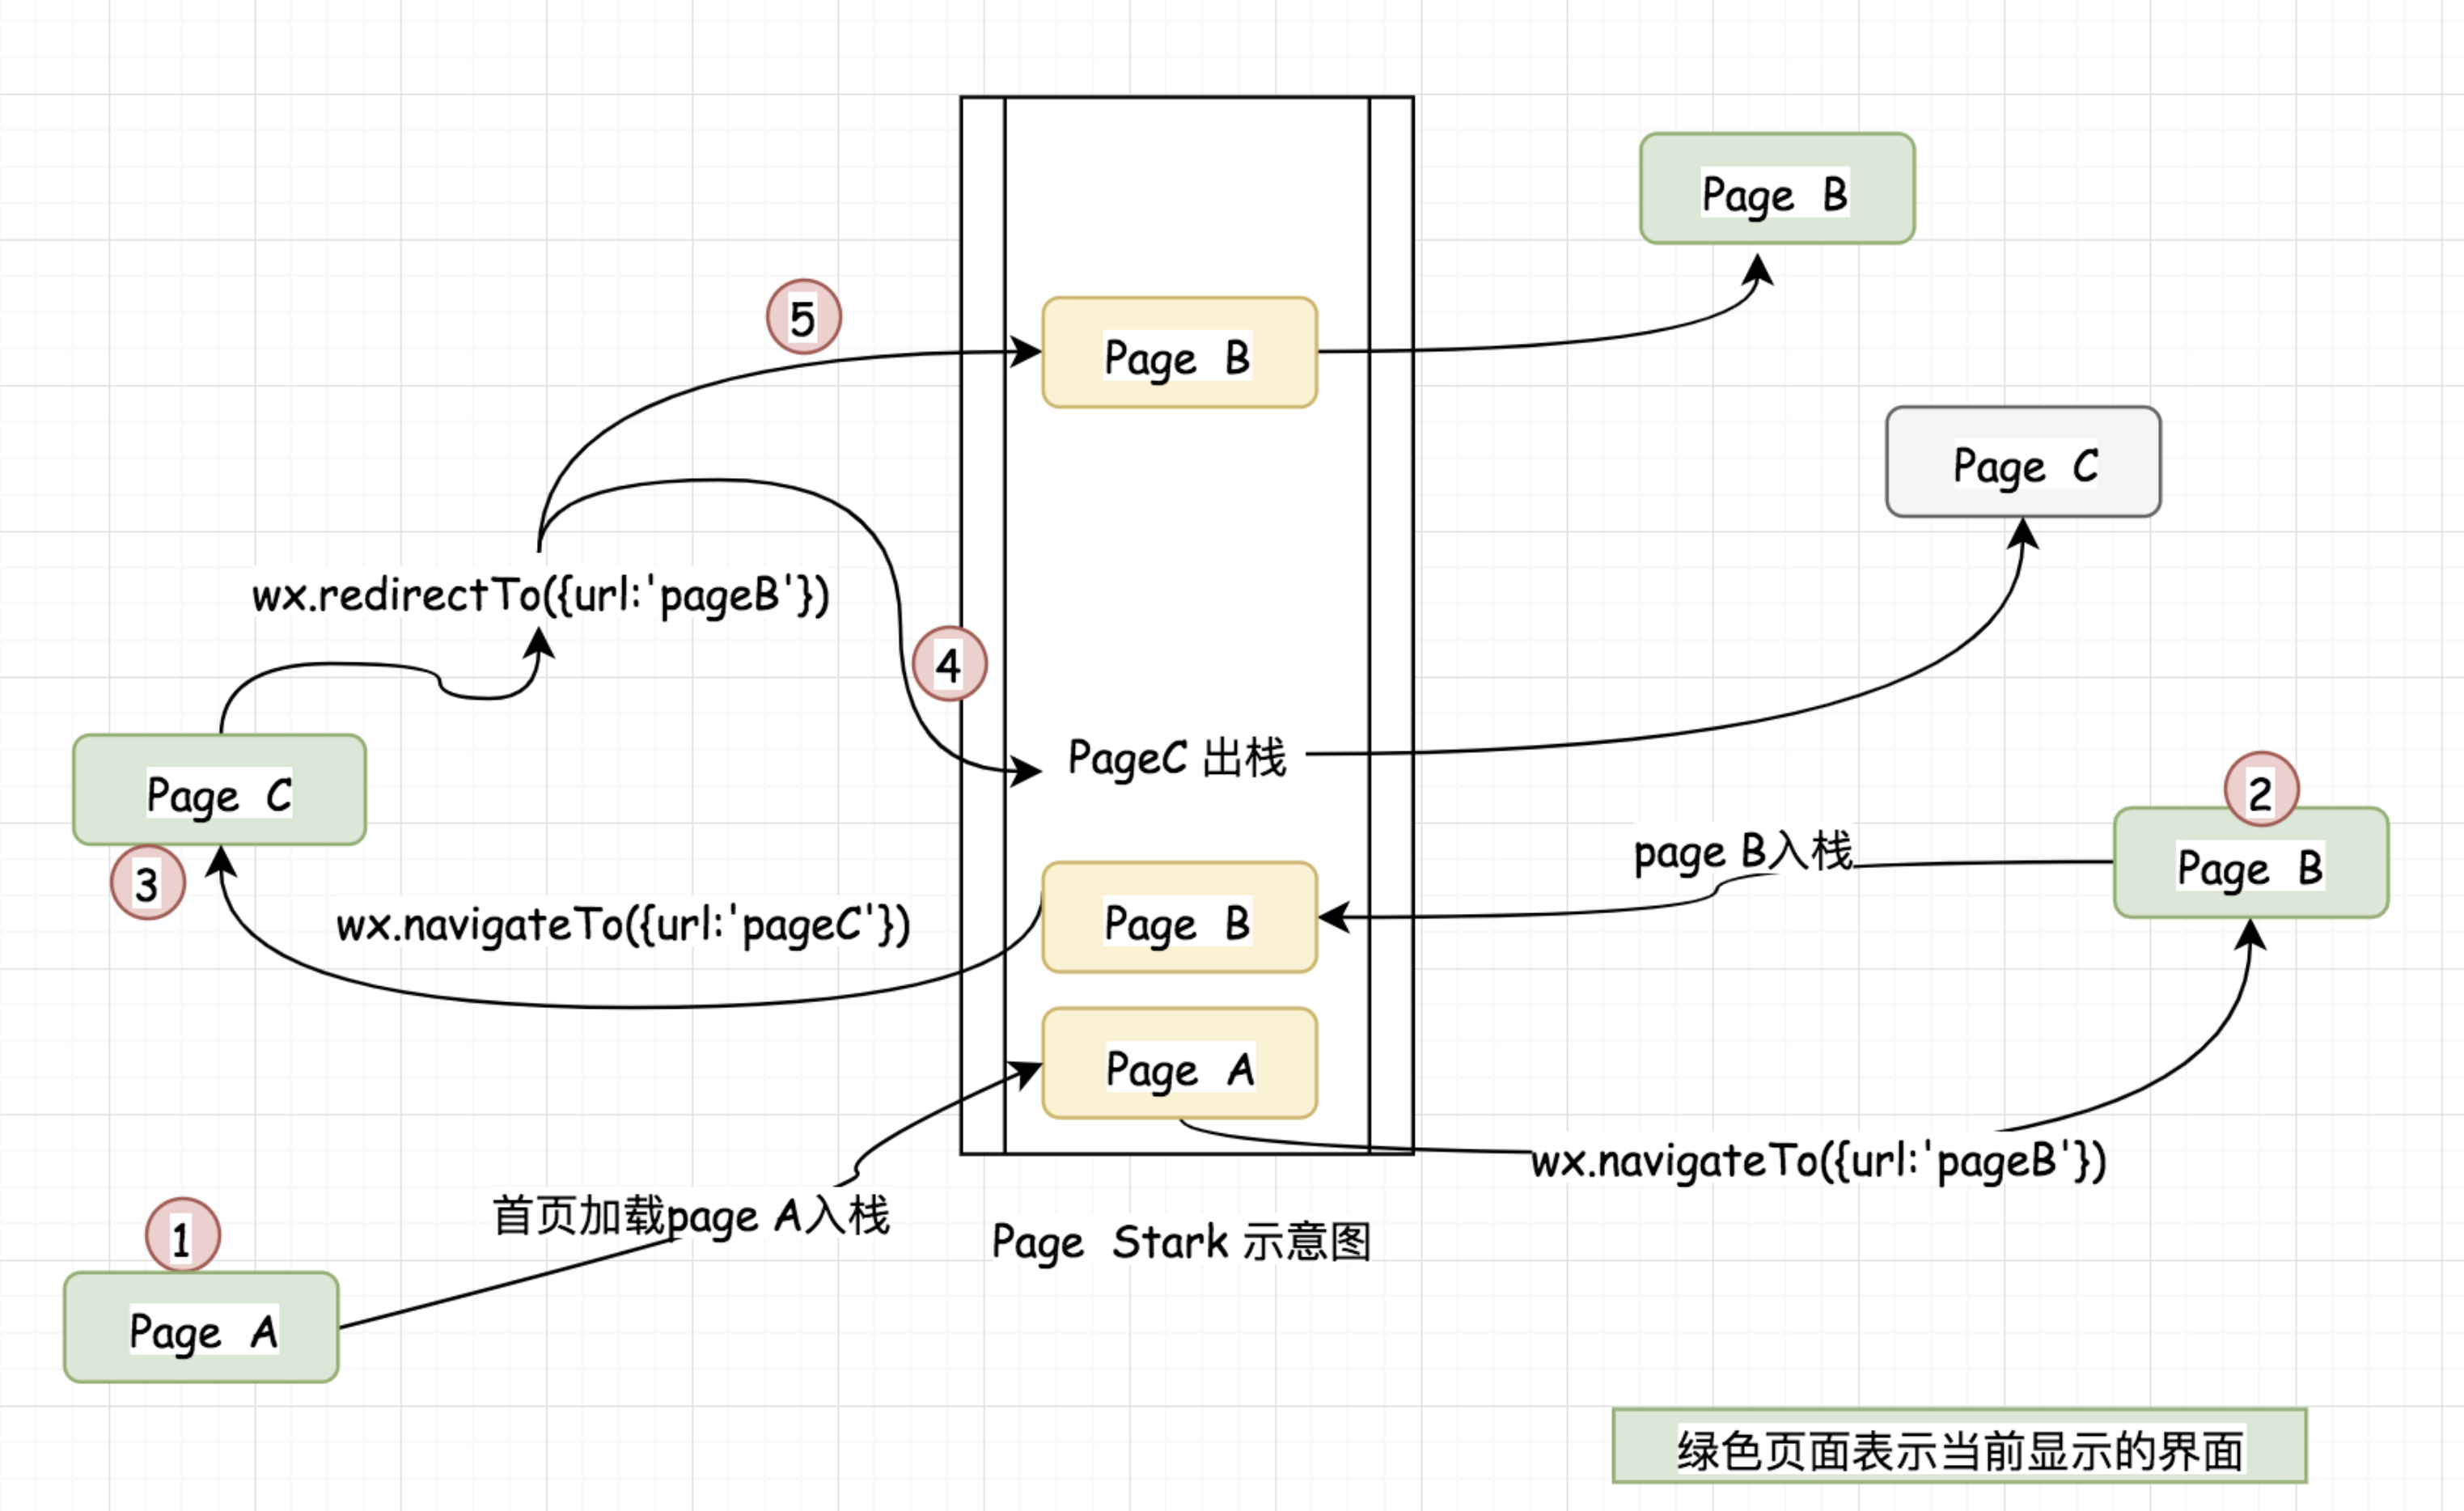 Page B
5
Page B
Page C
wx.redirectTo({url:'pageB'})
4
PageC 出栈
Page C
2
page B入栈
Page B
3
wx.navigateTo({url:'pageC'})
Page B
Page A
wx.navigateTo({url:'pageB'})
首页加载page A入栈
1
Page Stark 示意图
Page A
绿色页面表示当前显示的界面